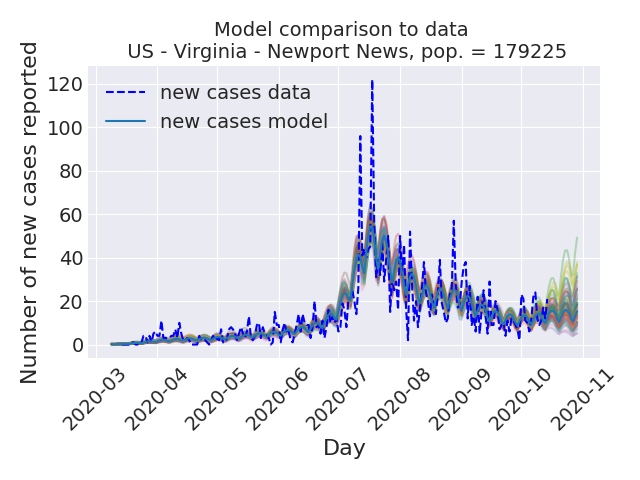 Model comparison to data
US - Virginia - Newport News, pop. = 179225
Number of new cases reported
120
100
80
60
40
20
0
new cases data
new cases model
2020-03
2020-04
2020-05
2020-06
2020-07
2020-08
2020-09
2020-10
2020-11
Day